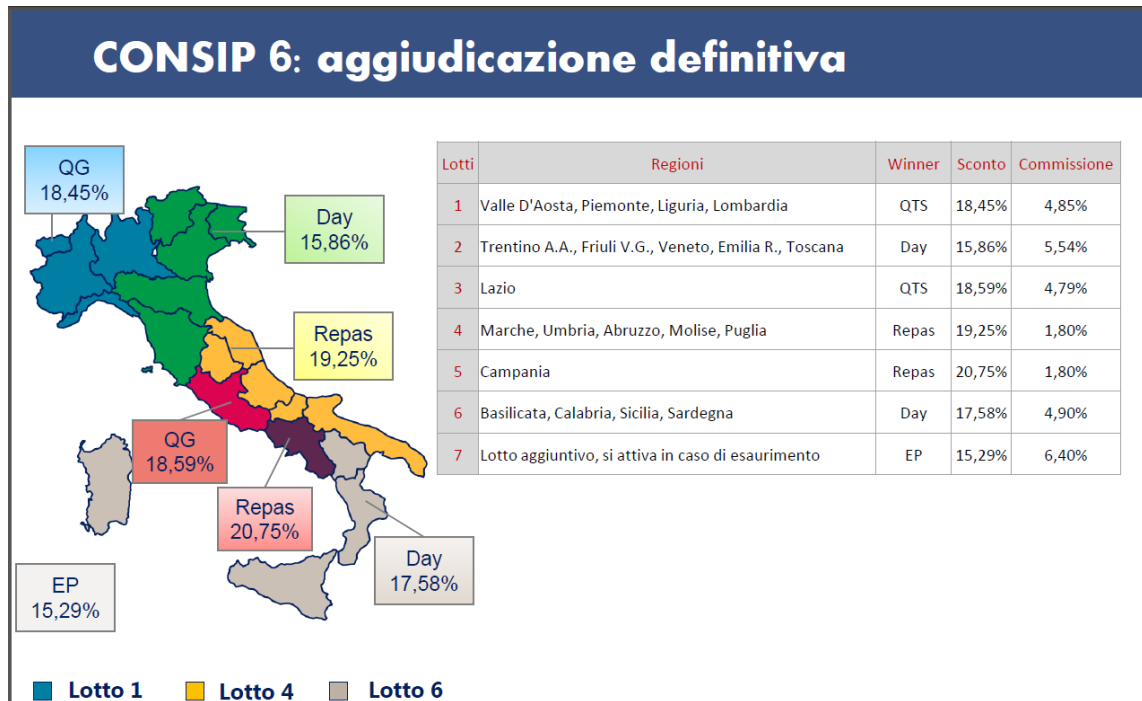 CONSIP 6: aggiudicazione definitiva
QG
18,45%
Day
15,86%
Repas
19,25%
QG
18,59%
Repas
20,75%
Day
17,58%
EP
15,29%
Lotti Regioni Winner Sconto Commissione
1 Valle D'Aosta, Piemonte, Liguria, Lombardia QTS 18,45% 4,85%
2 Trentino A.A., Friuli V.G., Veneto, Emilia R., Toscana Day 15,86% 5,54%
3 Lazio QTS 18,59% 4,79%
4 Marche, Umbria, Abruzzo, Molise, Puglia Repas 19,25% 1,80%
5 Campania Repas 20,75% 1,80%
6 Basilicata, Calabria, Sicilia, Sardegna Day 17,58% 4,90%
7 Lotto aggiuntivo, si attiva in caso di esaurimento EP 15,29% 6,40%
Lotto 1 Lotto 4 Lotto 6